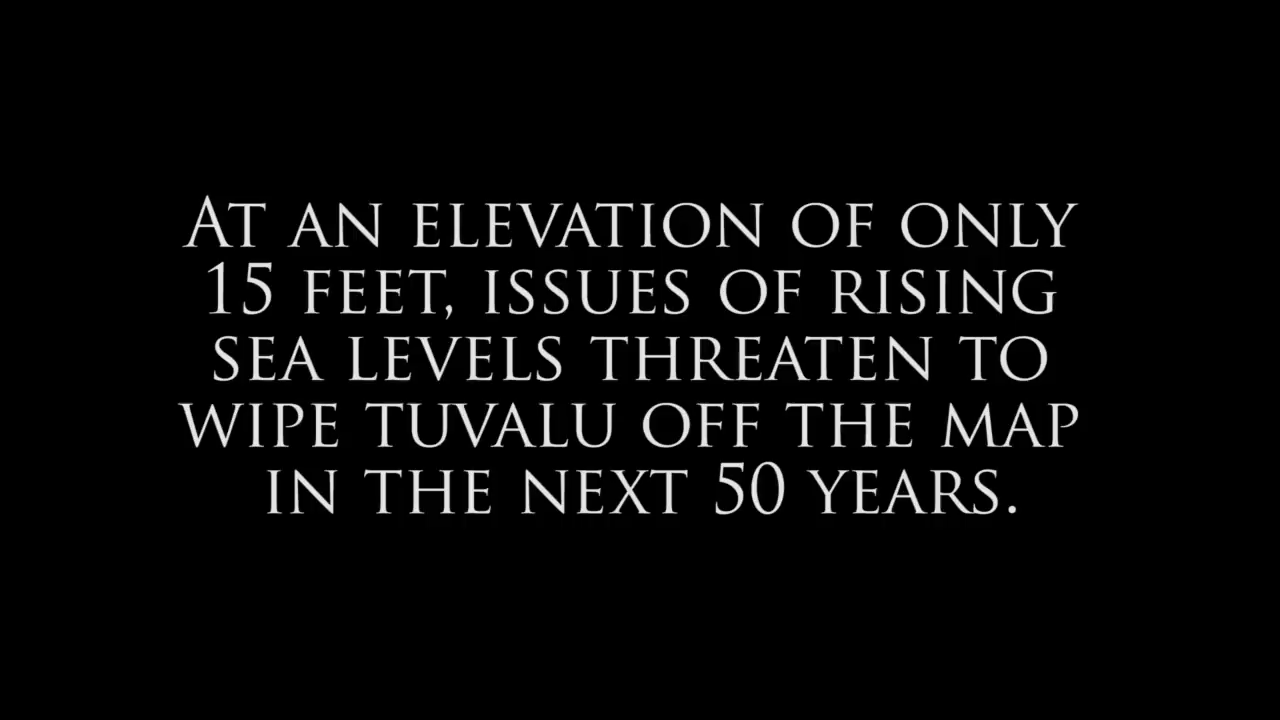 At an elevation of only
15 feet, issues of rising
sea levels threaten to
wipe Tuvalu off the map
in the next 50 years.